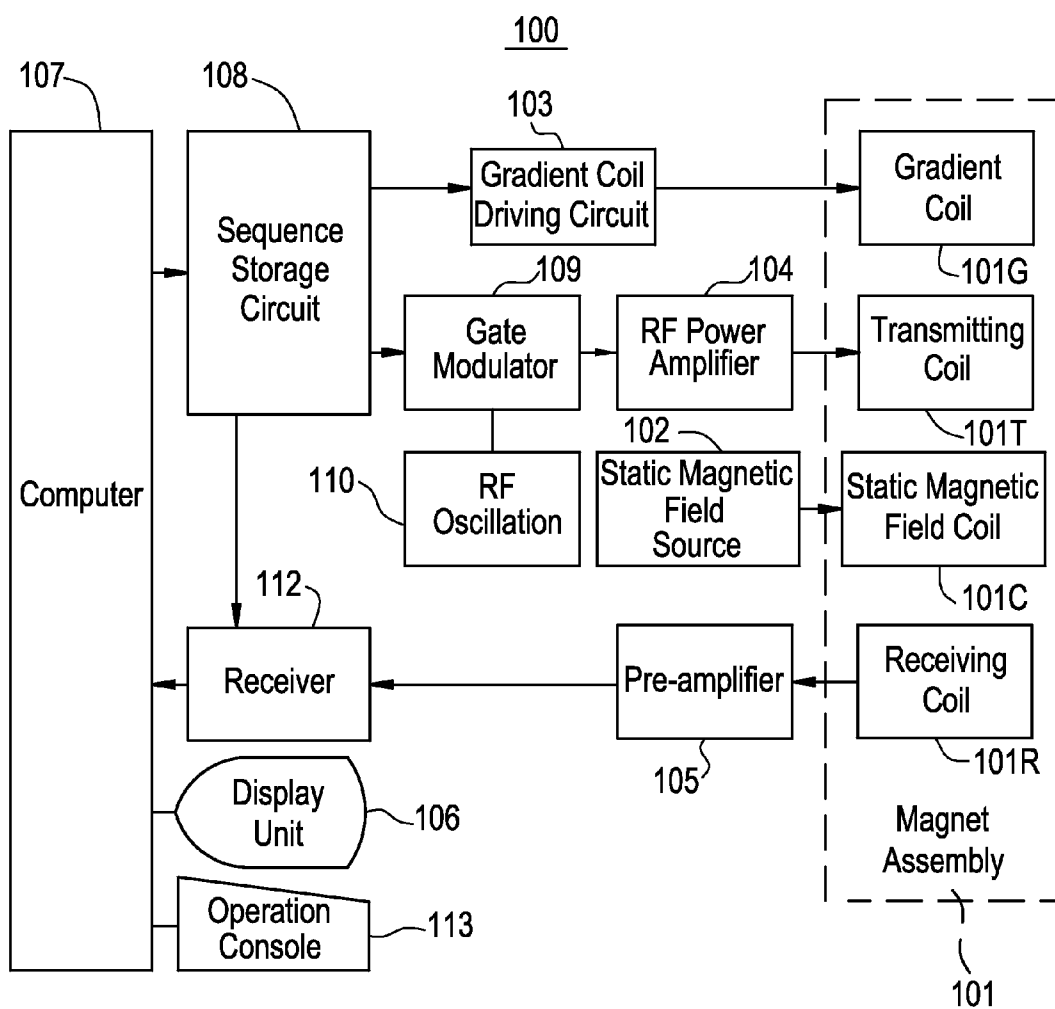 100
107
108
103
Gradient Coil
Driving Circuit
Gradient
Coil
101G
Sequence
Storage
Circuit
109
104
Gate
Modulator
RF Power
Amplifier
Transmitting
Coil
101T
102
Computer
110
RF
Oscillation
Static Magnetic
Field
Source
Static Magnetic
Field Coil
101C
112
Receiver
Pre-amplifier
105
Receiving
Coil
101R
Display
Unit
106
Magnet
Assembly
101
Operation
Console
113